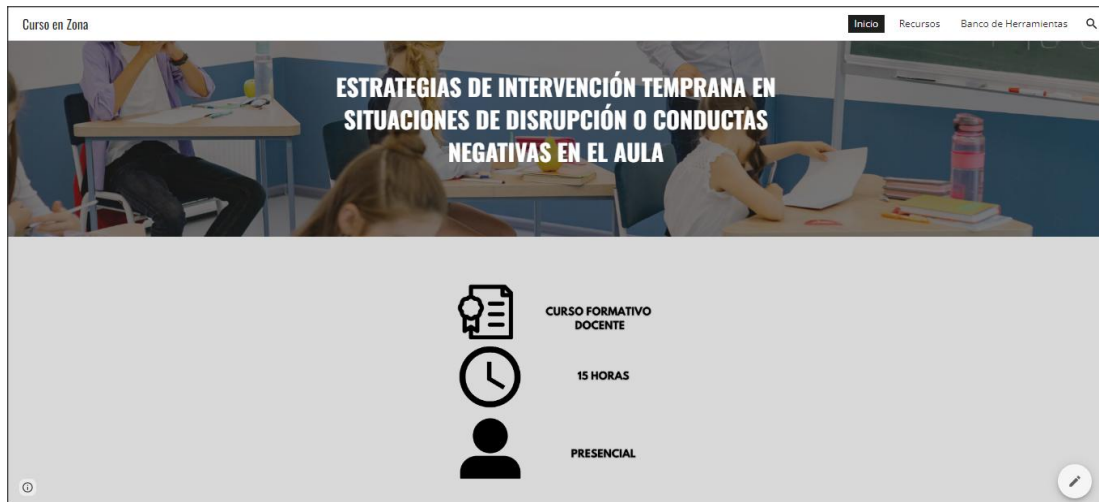 Curso en Zona
Inicio
Recursos
Banco de Herramientas
ESTRATEGIAS DE INTERVENCIÓN TEMPRANA EN
SITUACIONES DE DISRUPCIÓN O CONDUCTAS
NEGATIVAS EN EL AULA
CURSO FORMATIVO
DOCENTE
15 HORAS
PRESENCIAL